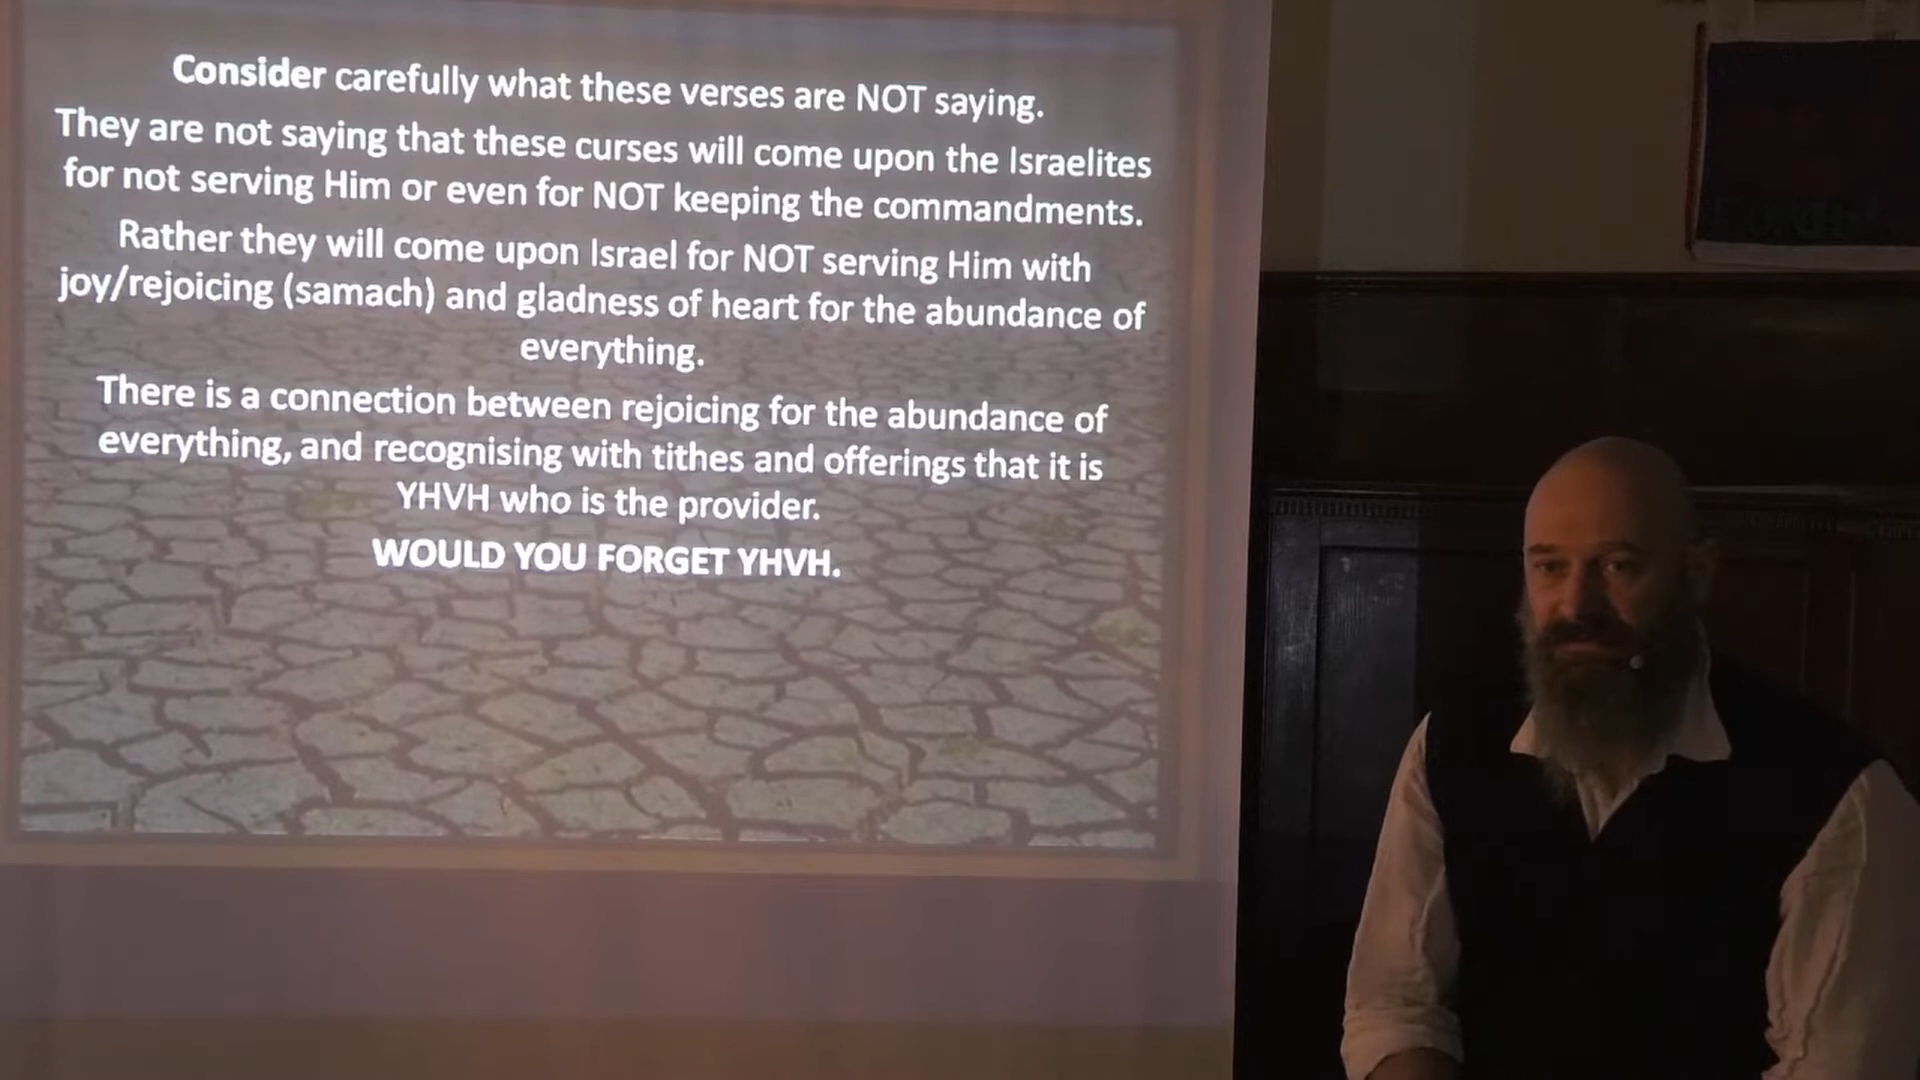 Consider carefully what these verses are NOT saying.
They are not saying that these curses will come upon the Israelites
for not serving Him or even for NOT keeping the commandments.
Rather they will come upon Israel for NOT serving Him with
joy/rejoicing (samach) and gladness of heart for the abundance of
everything.
There is a connection between rejoicing for the abundance of
everything, and recognising with tithes and offerings that it is
YHVH who is the provider.
WOULD YOU FORGET YHVH.